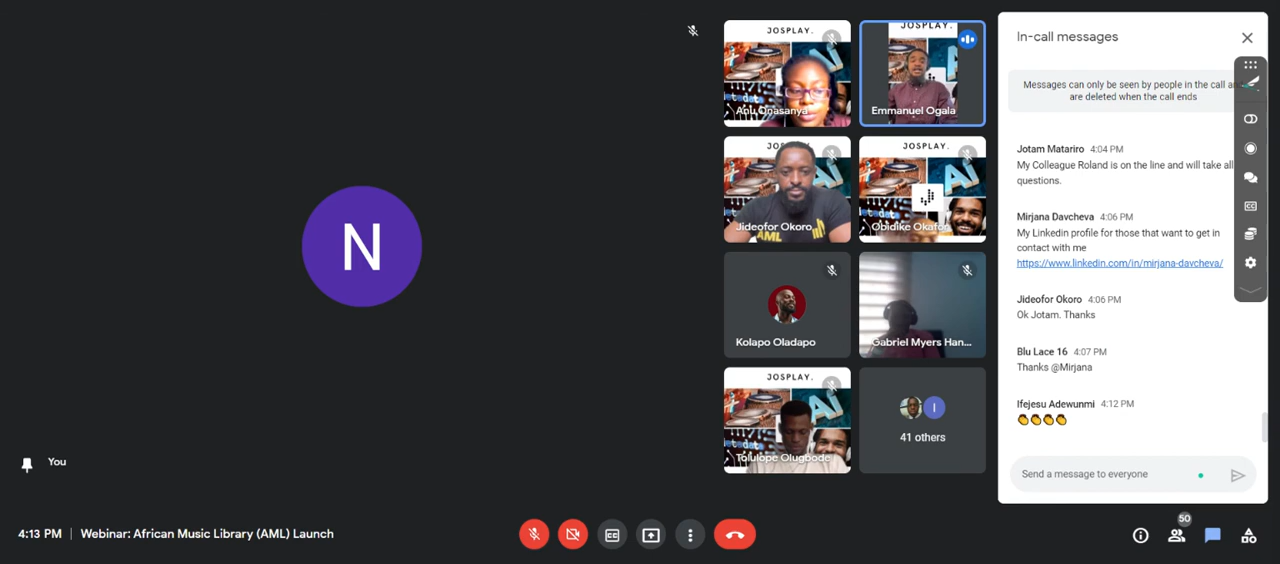 N
You
4:13 PM | Webinar: African Music Library (AML) Launch
JOSPLAY.
Anu Onasanya
JOSPLAY.
Emmanuel Ogala
JOSPLAY.
AML
Jideofor Okoro
JOSPLAY.
Obidike Okafor
Kolapo Oladapo
Gabriel Myers Han...
JOSPLAY.
Tolulope Olugbode
I
41 others
In-call messages
Messages can only be seen by people in the call
are deleted when the call ends
Jotam Matariro 4:04 PM
My Colleague Roland is on the line and will take all
questions.
Mirjana Davcheva 4:06 PM
My Linkedin profile for those that want to get in
contact with me
https://www.linkedin.com/in/mirjana-davcheva/
Jideofor Okoro 4:06 PM
Ok Jotam. Thanks
Blu Lace 16 4:07 PM
Thanks @Mirjana
Ifejesu Adewunmi 4:12 PM
👏👏👏👏
Send a message to everyone
50